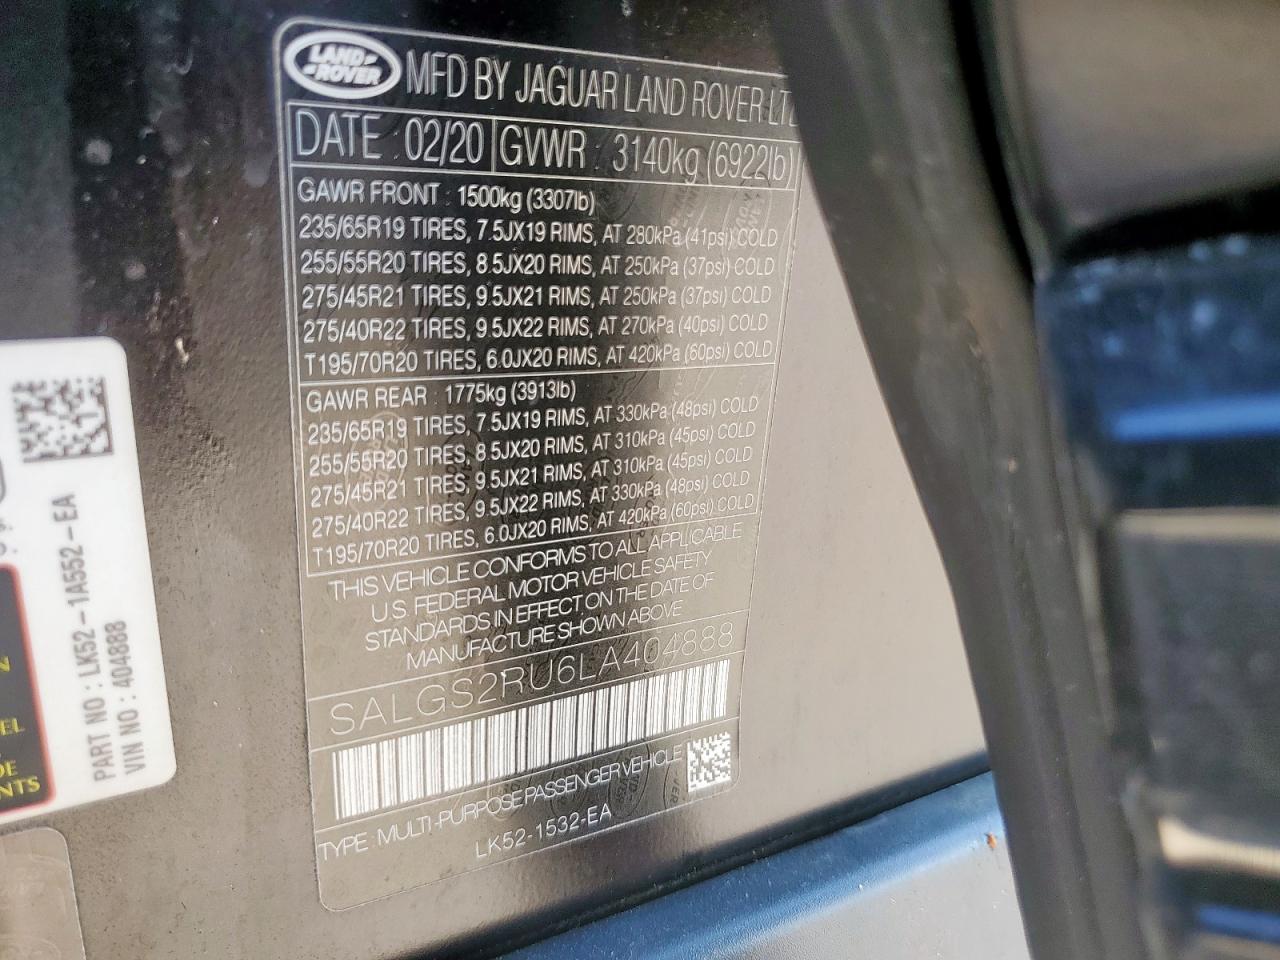 LAND
ROVER
MFD BY JAGUAR LAND ROVER LT
DATE : 02/20
GVWR : 3140kg (6922lb)
GAWR FRONT : 1500kg (3307lb)
235/65R19 TIRES, 7.5JX19 RIMS, AT 280kPa (41psi) COLD
255/55R20 TIRES, 8.5JX20 RIMS, AT 250kPa (37psi) COLD
275/45R21 TIRES, 9.5JX21 RIMS, AT 250kPa (37psi) COLD
275/40R22 TIRES, 9.5JX22 RIMS, AT 270kPa (40psi) COLD
T195/70R20 TIRES, 6.0JX20 RIMS, AT 420kPa (60psi) COLD
GAWR REAR : 1775kg (3913lb)
235/65R19 TIRES, 7.5JX19 RIMS, AT 330kPa (48psi) COLD
255/55R20 TIRES, 8.5JX20 RIMS, AT 310kPa (45psi) COLD
275/45R21 TIRES, 9.5JX21 RIMS, AT 310kPa (45psi) COLD
275/40R22 TIRES, 9.5JX22 RIMS, AT 330kPa (48psi) COLD
T195/70R20 TIRES, 6.0JX20 RIMS, AT 420kPa (60psi) COLD
THIS VEHICLE CONFORMS TO ALL APPLICABLE
U.S. FEDERAL MOTOR VEHICLE SAFETY
STANDARDS IN EFFECT ON THE DATE OF
MANUFACTURE SHOWN ABOVE
SALGS2RU6LA404888
TYPE : MULTI-PURPOSE PASSENGER VEHICLE
LK52-1532-EA
PART NO : LK52-1A552-EA
VIN NO : 404888